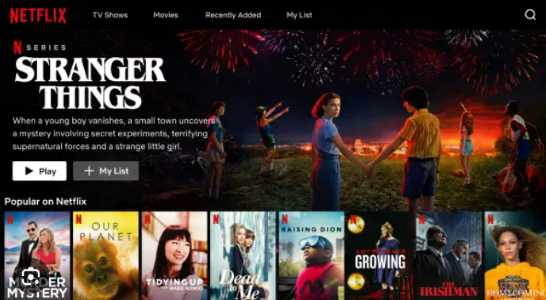 NETFLIX
TV Shows
Movies
Recently Added
My List
N SERIES
STRANGER
THINGS
When a young boy vanishes, a small town uncovers
a mystery involving secret experiments, terrifying
supernatural forces and a strange little girl.
Play
My List
Popular on Netflix
MURDER
MYSTERY
OUR
PLANET
TIDYING UP
WITH MARIE KONDO
Dead
to Me
RAISING DION
GROWING
THE
IRISHMAN
HOMECOMING